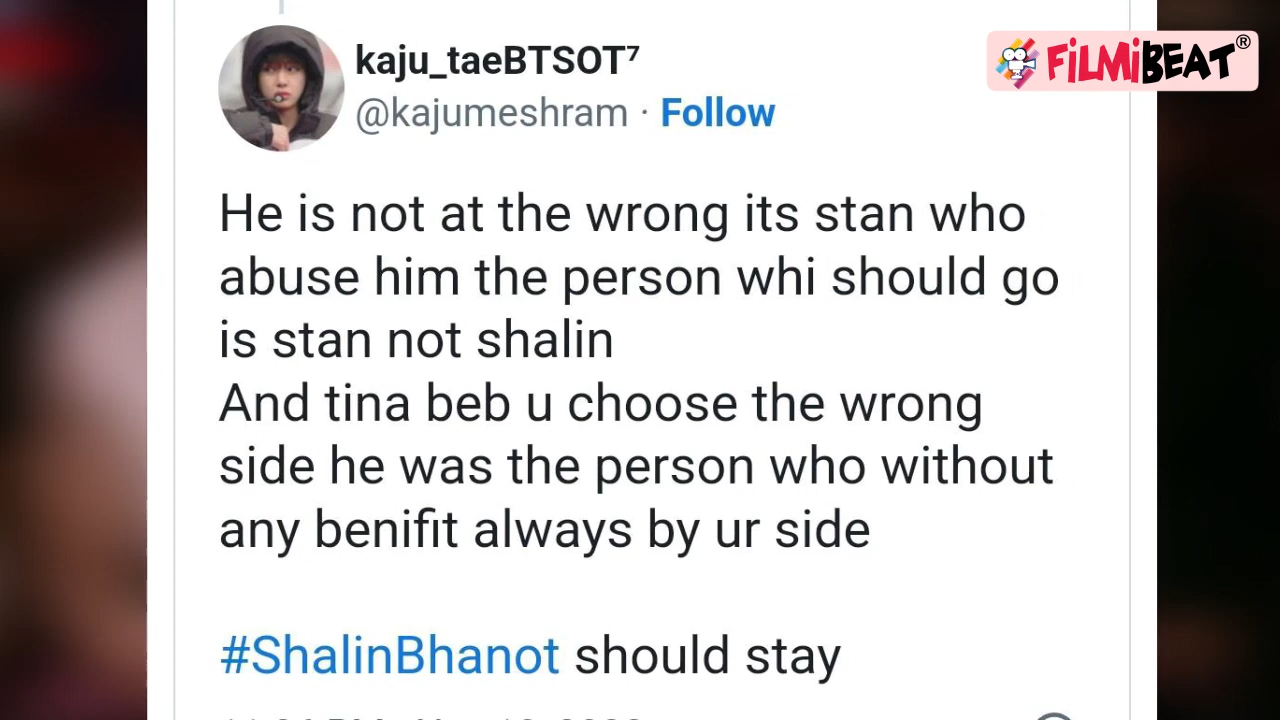 kaju_taeBTSOT⁷
@kajumeshram · Follow
FiLMiBEAT®
He is not at the wrong its stan who
abuse him the person whi should go
is stan not shalin
And tina beb u choose the wrong
side he was the person who without
any benifit always by ur side
#ShalinBhanot should stay